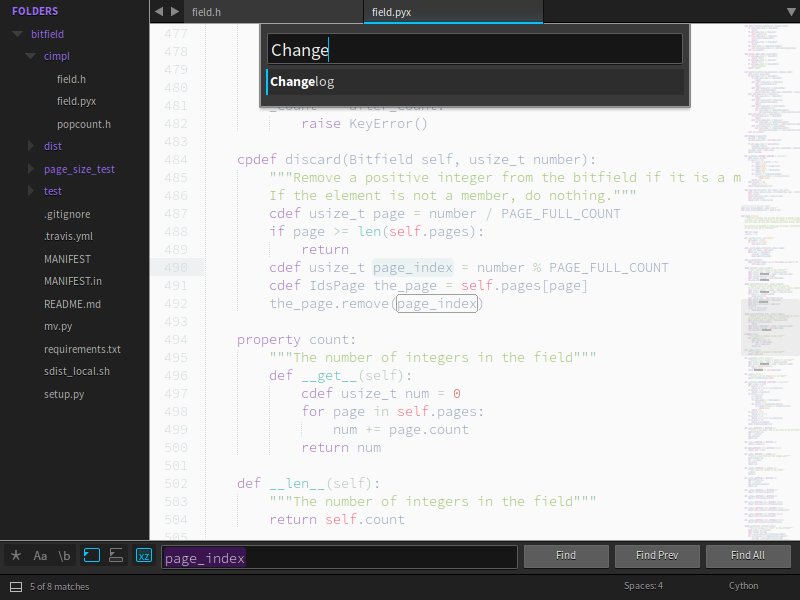 FOLDERS
bitfield
cimpl
field.h
field.pyx
popcount.h
dist
page_size_test
test
.gitignore
.travis.yml
MANIFEST
MANIFEST.in
README.md
mv.py
requirements.txt
sdist_local.sh
setup.py
field.h
field.pyx
Change
Changelog
477
478
479
480
481
482 raise KeyError()
483
484 cpdef discard(Bitfield self, usize_t number):
485 """Remove a positive integer from the bitfield if it is a m
486 If the element is not a member, do nothing."""
487 cdef usize_t page = number / PAGE_FULL_COUNT
488 if page >= len(self.pages):
489 return
490 cdef usize_t page_index = number % PAGE_FULL_COUNT
491 cdef IdsPage the_page = self.pages[page]
492 the_page.remove(page_index)
493
494 property count:
495 """The number of integers in the field"""
496 def __get__(self):
497 cdef usize_t num = 0
498 for page in self.pages:
499 num += page.count
500 return num
501
502 def __len__(self):
503 """The number of integers in the field"""
504 return self.count
505
Aa \b xz page_index Find Find Prev Find All
5 of 8 matches Spaces: 4 Cython